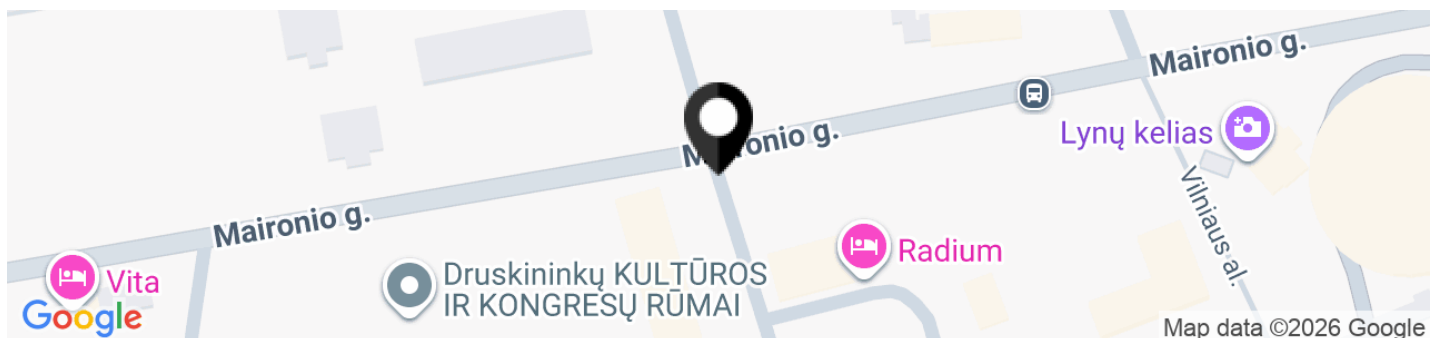 Maironio g.
Maironio g.
Lynų kelias
Maironio g.
Vilniaus al.
Radium
Vita
Druskininkų KULTŪROS
IR KONGRESŲ RŪMAI
Google
Map data ©2026 Google